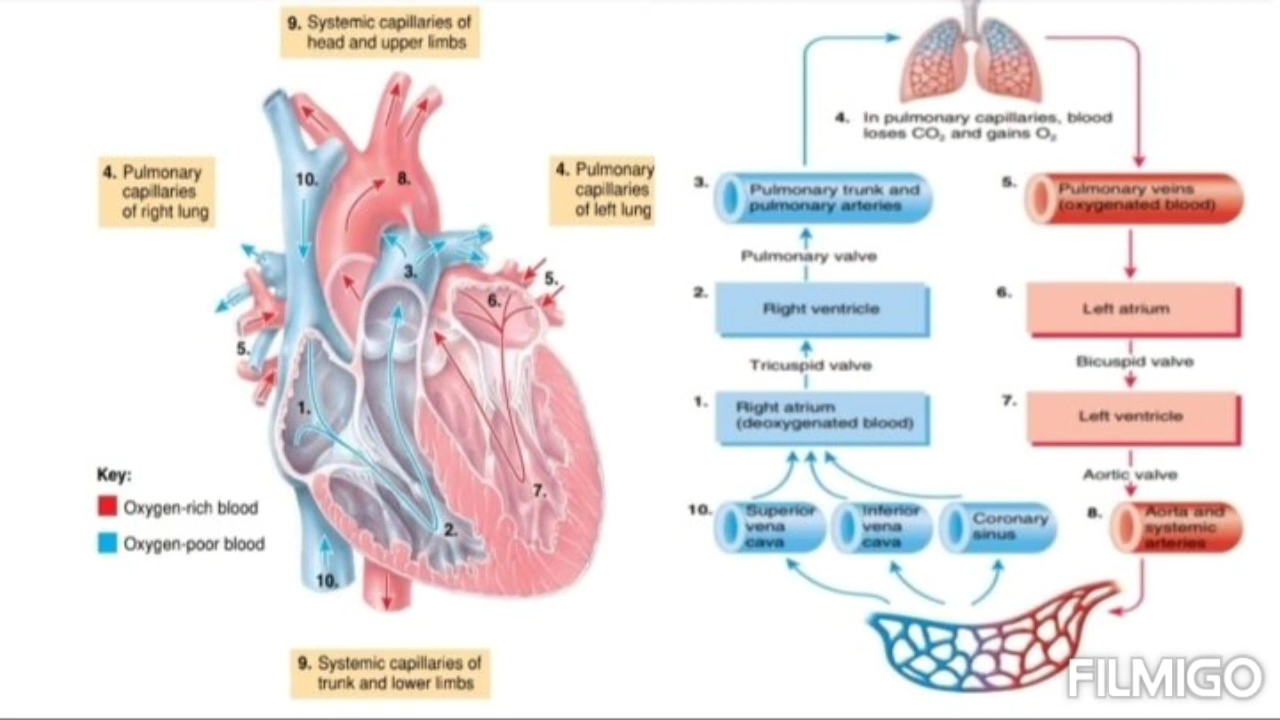 9. Systemic capillaries of
head and upper limbs
4. Pulmonary
capillaries
of right lung
4. Pulmonary
capillaries
of left lung
10.
8.
3.
5.
6.
5.
1.
7.
2.
10.
Key:
Oxygen-rich blood
Oxygen-poor blood
9. Systemic capillaries of
trunk and lower limbs
4. In pulmonary capillaries, blood
loses CO₂ and gains O₂
3. Pulmonary trunk and
pulmonary arteries
Pulmonary valve
2. Right ventricle
Tricuspid valve
1. Right atrium
(deoxygenated blood)
10. Superior
vena
cava
Inferior
vena
cava
Coronary
sinus
5. Pulmonary veins
(oxygenated blood)
6. Left atrium
Bicuspid valve
7. Left ventricle
Aortic valve
8. Aorta and
systemic
arteries
FILMIGO